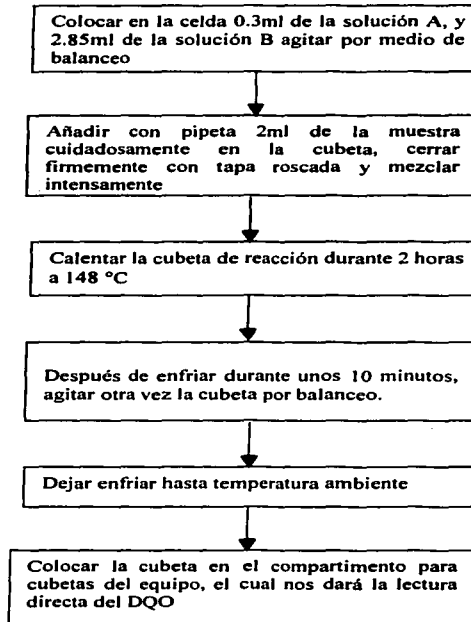 Colocar en la celda 0.3ml de la solución A, y
2.85ml de la solución B agitar por medio de
balanceo
Añadir con pipeta 2ml de la muestra
cuidadosamente en la cubeta, cerrar
firmemente con tapa roscada y mezclar
intensamente
Calentar la cubeta de reacción durante 2 horas
a 148 °C
Después de enfriar durante unos 10 minutos,
agitar otra vez la cubeta por balanceo.
Dejar enfriar hasta temperatura ambiente
Colocar la cubeta en el compartimento para
cubetas del equipo, el cual nos dará la lectura
directa del DQO